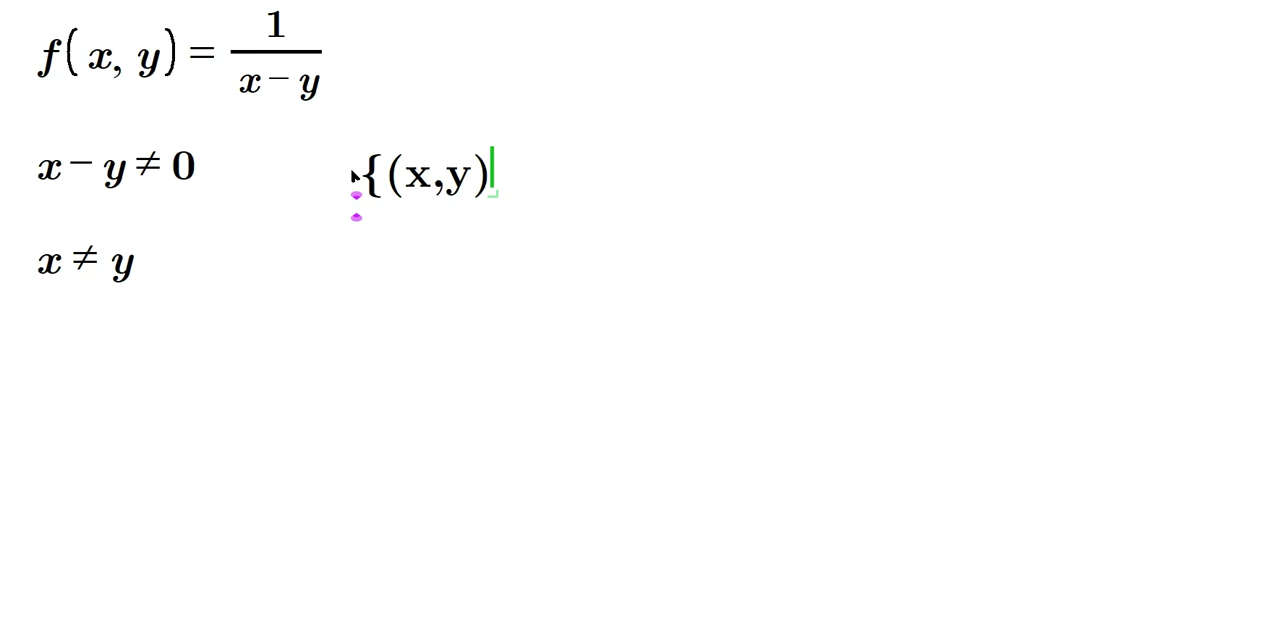 f(x, y) = 1/(x − y)
x − y ≠ 0
{(x,y)
x ≠ y